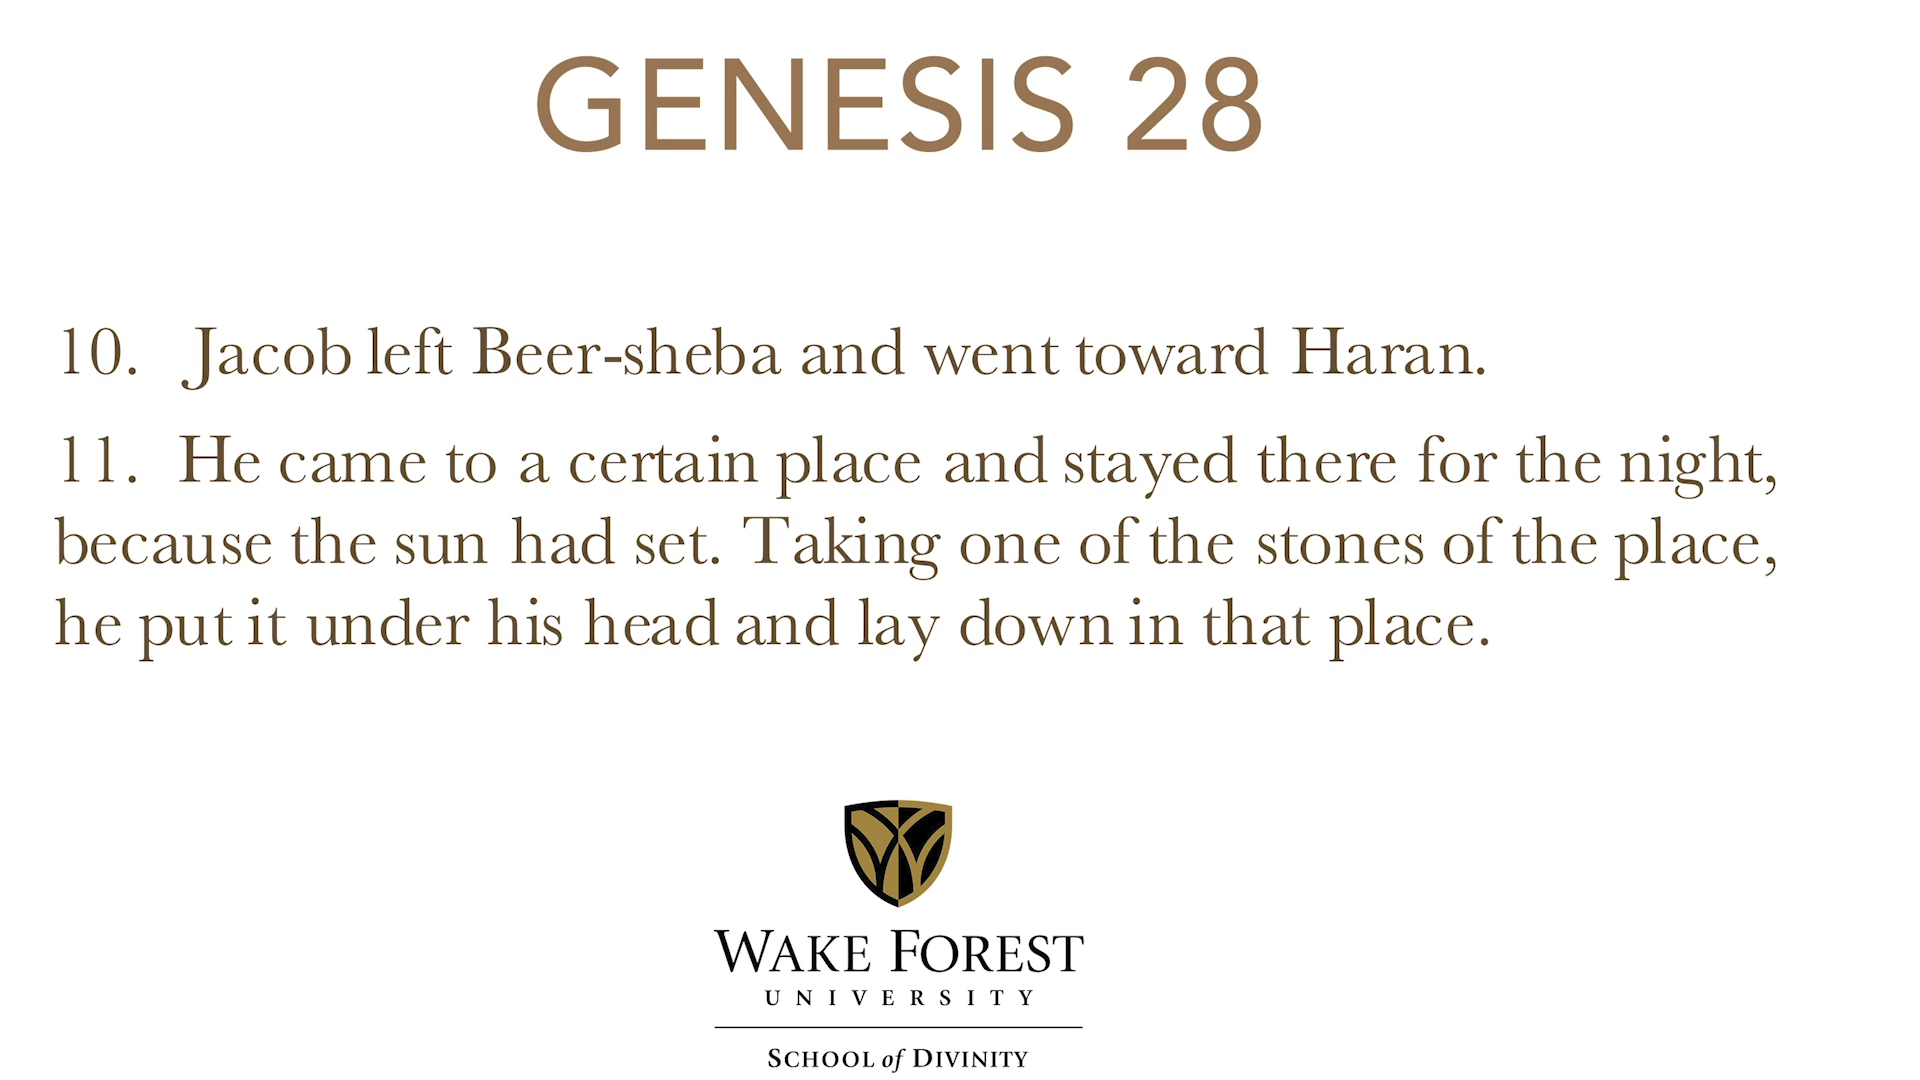 GENESIS 28
10. Jacob left Beer-sheba and went toward Haran.
11. He came to a certain place and stayed there for the night,
because the sun had set. Taking one of the stones of the place,
he put it under his head and lay down in that place.
WAKE FOREST
UNIVERSITY
SCHOOL of DIVINITY